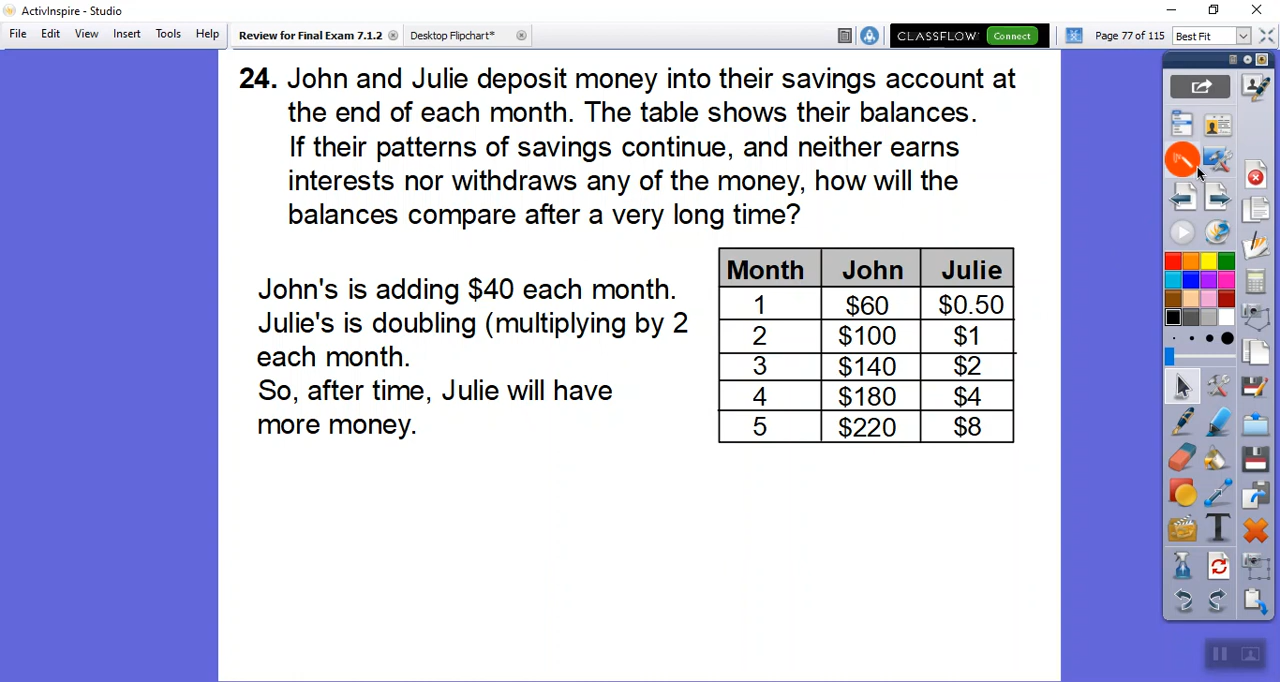 ActivInspire - Studio
File Edit View Insert Tools Help
Review for Final Exam 7.1.2
Desktop Flipchart*
CLASSFLOW Connect
Page 77 of 115
Best Fit
24. John and Julie deposit money into their savings account at
the end of each month. The table shows their balances.
If their patterns of savings continue, and neither earns
interests nor withdraws any of the money, how will the
balances compare after a very long time?
John's is adding $40 each month.
Julie's is doubling (multiplying by 2
each month.
So, after time, Julie will have
more money.
Month John Julie
1 $60 $0.50
2 $100 $1
3 $140 $2
4 $180 $4
5 $220 $8